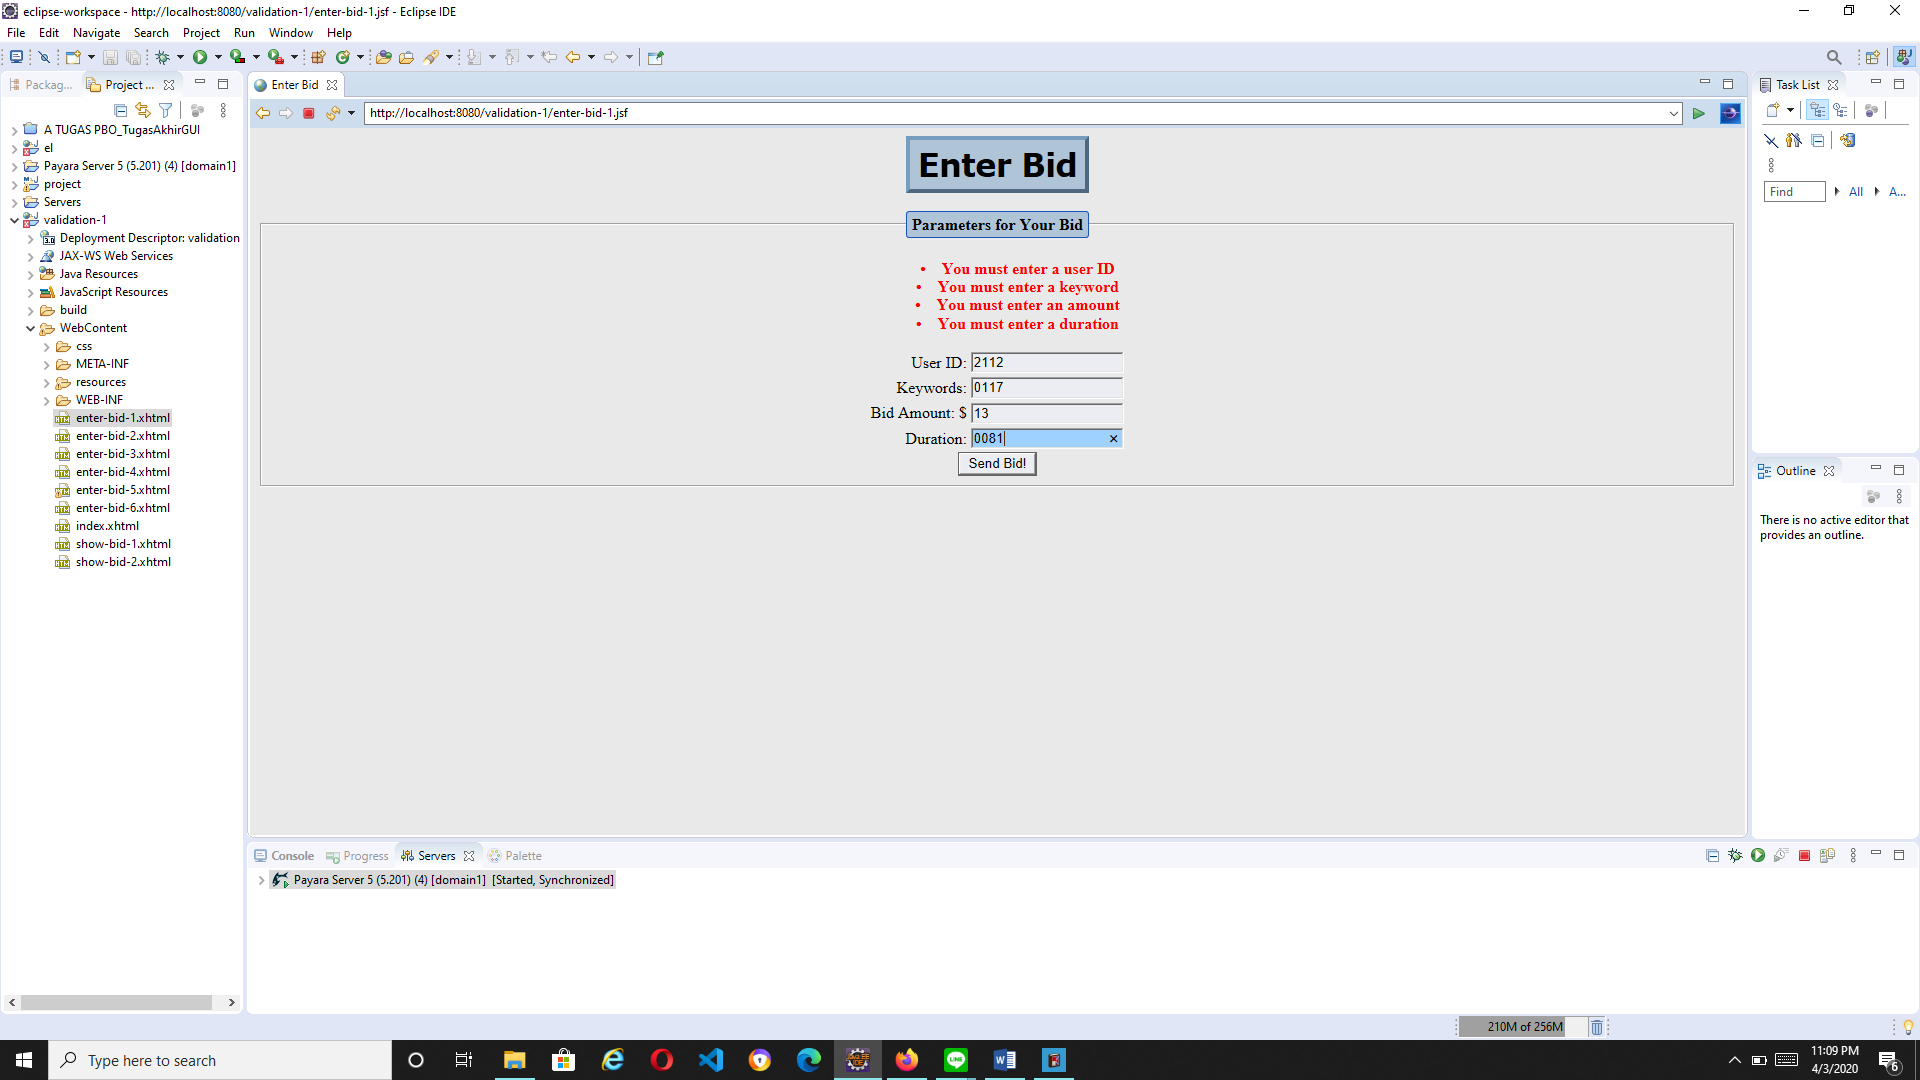 eclipse-workspace - http://localhost:8080/validation-1/enter-bid-1.jsf - Eclipse IDE
File Edit Navigate Search Project Run Window Help
Packag... Project ...
A TUGAS PBO_TugasAkhirGUI
el
Payara Server 5 (5.201) (4) [domain1]
project
Servers
validation-1
Deployment Descriptor: validation
JAX-WS Web Services
Java Resources
JavaScript Resources
build
WebContent
css
META-INF
resources
WEB-INF
enter-bid-1.xhtml
enter-bid-2.xhtml
enter-bid-3.xhtml
enter-bid-4.xhtml
enter-bid-5.xhtml
enter-bid-6.xhtml
index.xhtml
show-bid-1.xhtml
show-bid-2.xhtml
Enter Bid
http://localhost:8080/validation-1/enter-bid-1.jsf
Enter Bid
Parameters for Your Bid
• You must enter a user ID
• You must enter a keyword
• You must enter an amount
• You must enter a duration
User ID: 2112
Keywords: 0117
Bid Amount: $ 13
Duration: 0081
Send Bid!
Task List
Find All A...
Outline
There is no active editor that
provides an outline.
Console Progress Servers Palette
Payara Server 5 (5.201) (4) [domain1] [Started, Synchronized]
210M of 256M
Type here to search
11:09 PM
4/3/2020
6